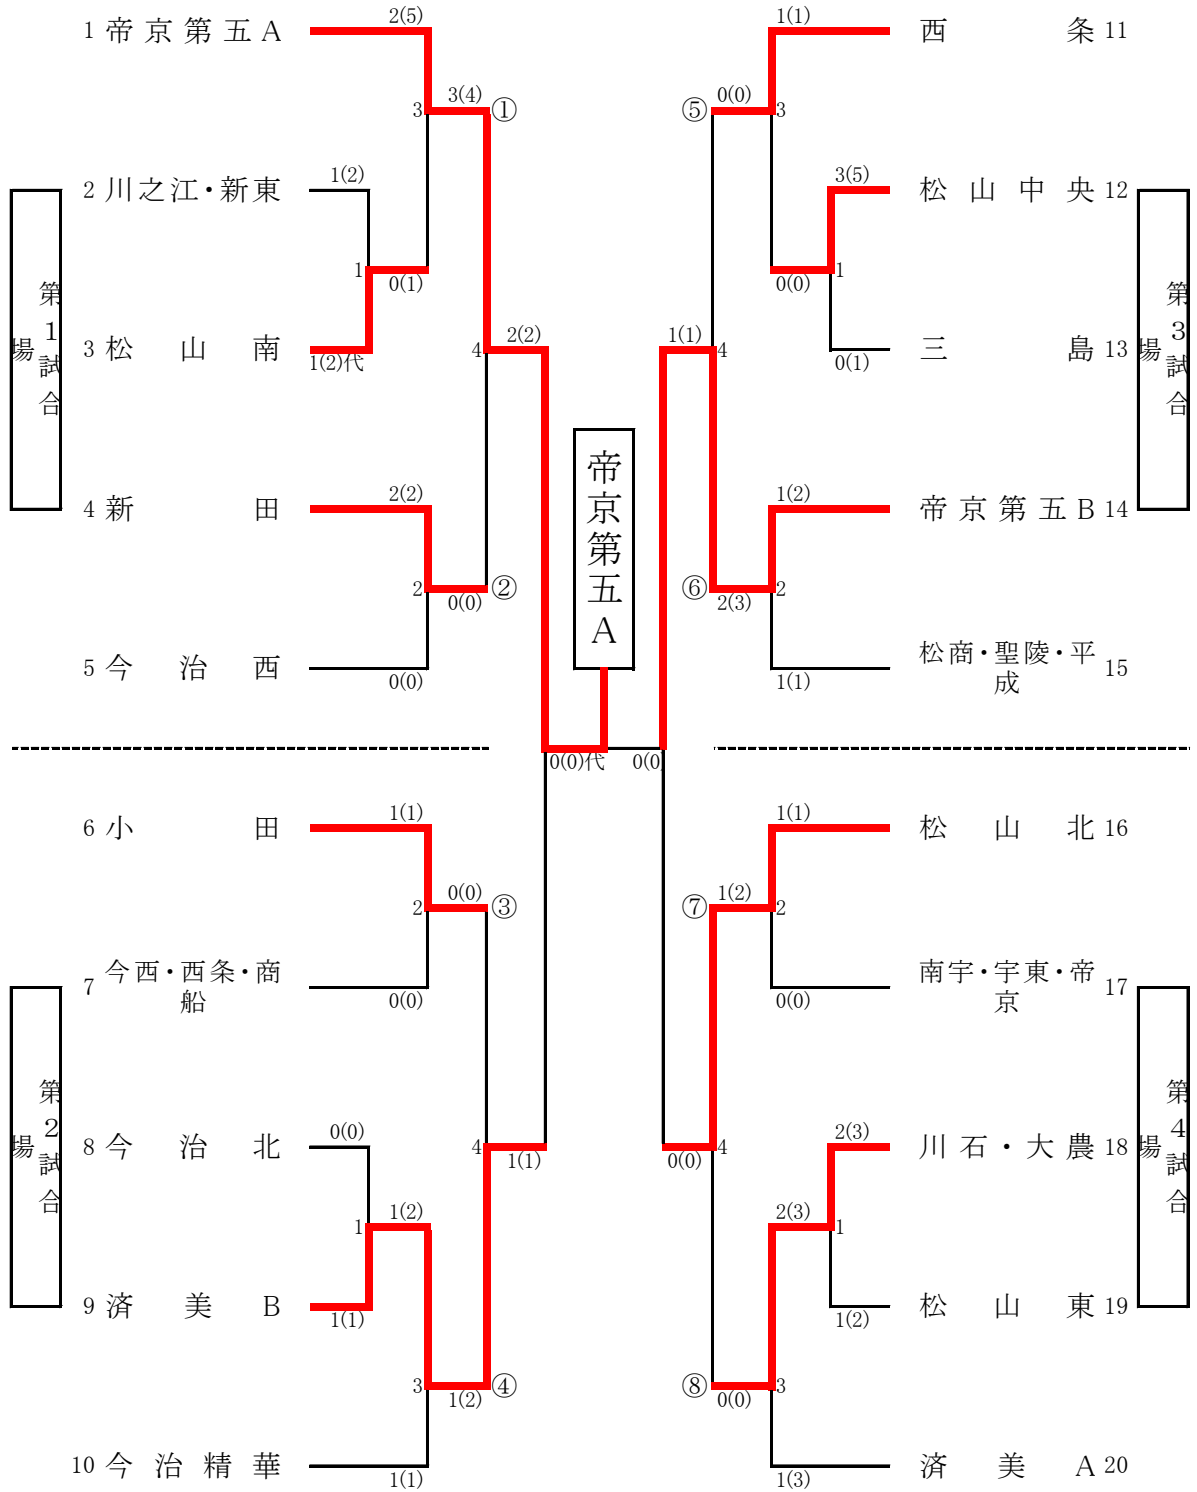 2(5)
1 帝京第五A
3(4)
3 ①
1(2)
2 川之江・新東
1 0(1)
3 松山南
1(2)代
第1試合場
2(2)
4
2(2)
4 新田
2 ②
0(0)
5 今治西
0(0)
1(1)
6 小田
0(0)
2 ③
7 今西・西条・商
船
0(0)
第2試合場
0(0)
8 今治北
4 1(1)
1(2)
1
9 済美B
1(1)
3 ④
1(2)
10 今治精華
1(1)
帝京第五A
0(0)代 0(0)
1(1)
西条 11
0(0)
⑤ 3
3(5)
松山中央 12
0(0) 1
三島 13
0(1)
第3試合場
1(1)
4
1(2)
帝京第五B 14
⑥ 2
2(3)
松商・聖陵・平
成 15
1(1)
1(1)
松山北 16
1(2)
⑦ 2
南宇・宇東・帝
京 17
0(0)
第4試合場
2(3)
川石・大農 18
0(0) 4
2(3)
1
松山東 19
1(2)
⑧ 3
0(0)
済美A 20
1(3)